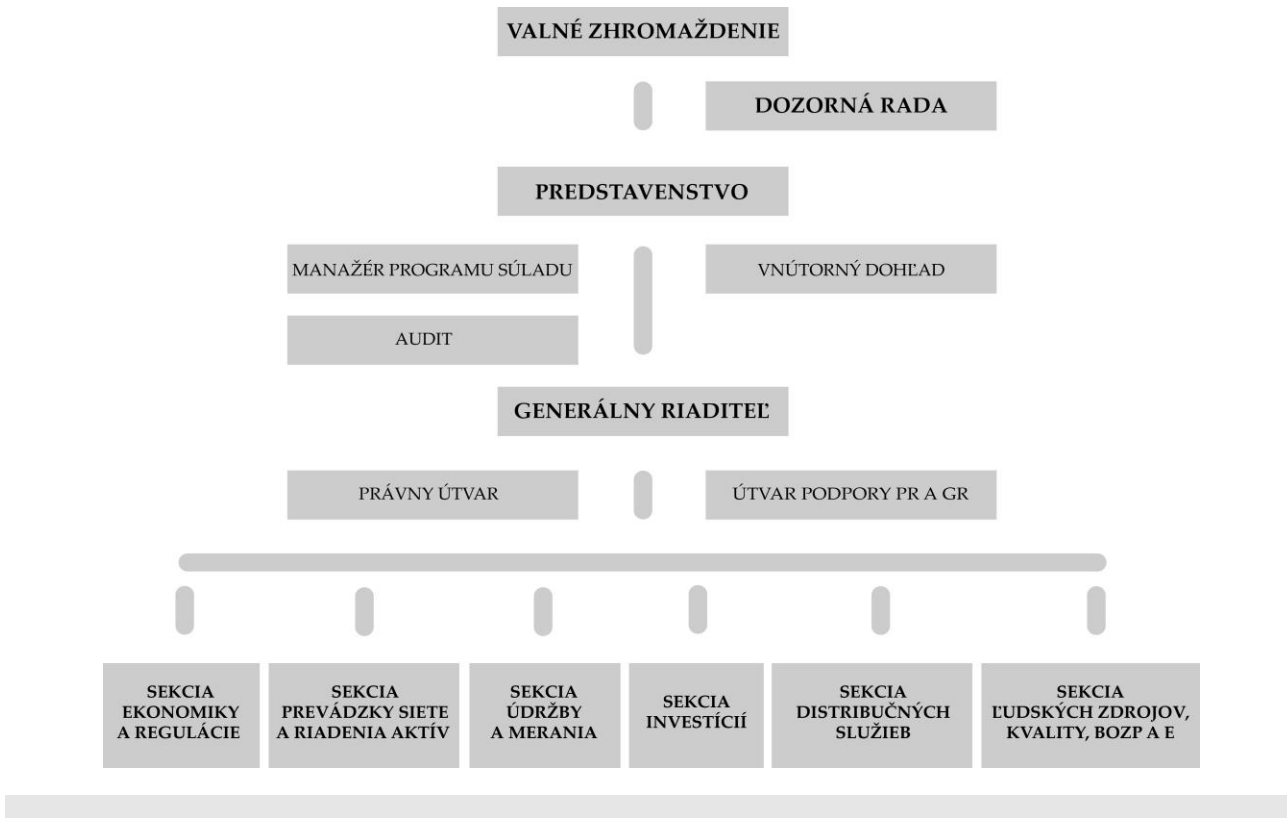 VALNÉ ZHROMAŽDENIE
DOZORNÁ RADA
PREDSTAVENSTVO
MANAŽÉR PROGRAMU SÚLADU
VNÚTORNÝ DOHĽAD
AUDIT
GENERÁLNY RIADITEĽ
PRÁVNY ÚTVAR
ÚTVAR PODPORY PR A GR
SEKCIA
EKONOMIKY
A REGULÁCIE
SEKCIA
PREVÁDZKY SIETE
A RIADENIA AKTÍV
SEKCIA
ÚDRŽBY
A MERANIA
SEKCIA
INVESTÍCIÍ
SEKCIA
DISTRIBUČNÝCH
SLUŽIEB
SEKCIA
ĽUDSKÝCH ZDROJOV,
KVALITY, BOZP A E